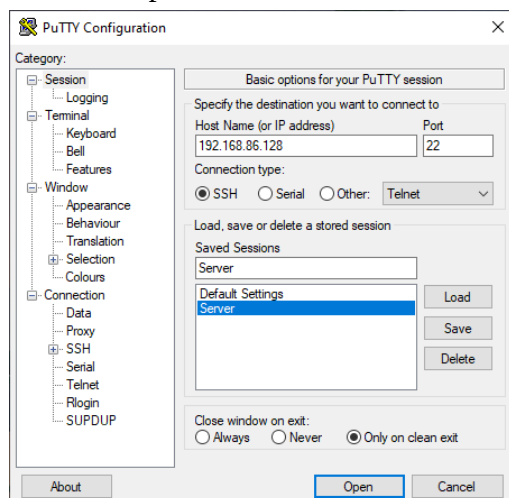 PuTTY Configuration
Category:
Session
Logging
Terminal
Keyboard
Bell
Features
Window
Appearance
Behaviour
Translation
Selection
Colours
Connection
Data
Proxy
SSH
Serial
Telnet
Rlogin
SUPDUP
Basic options for your PuTTY session
Specify the destination you want to connect to
Host Name (or IP address) Port
192.168.86.128 22
Connection type:
SSH Serial Other: Telnet
Load, save or delete a stored session
Saved Sessions
Server
Default Settings
Server
Load
Save
Delete
Close window on exit:
Always Never Only on clean exit
About Open Cancel